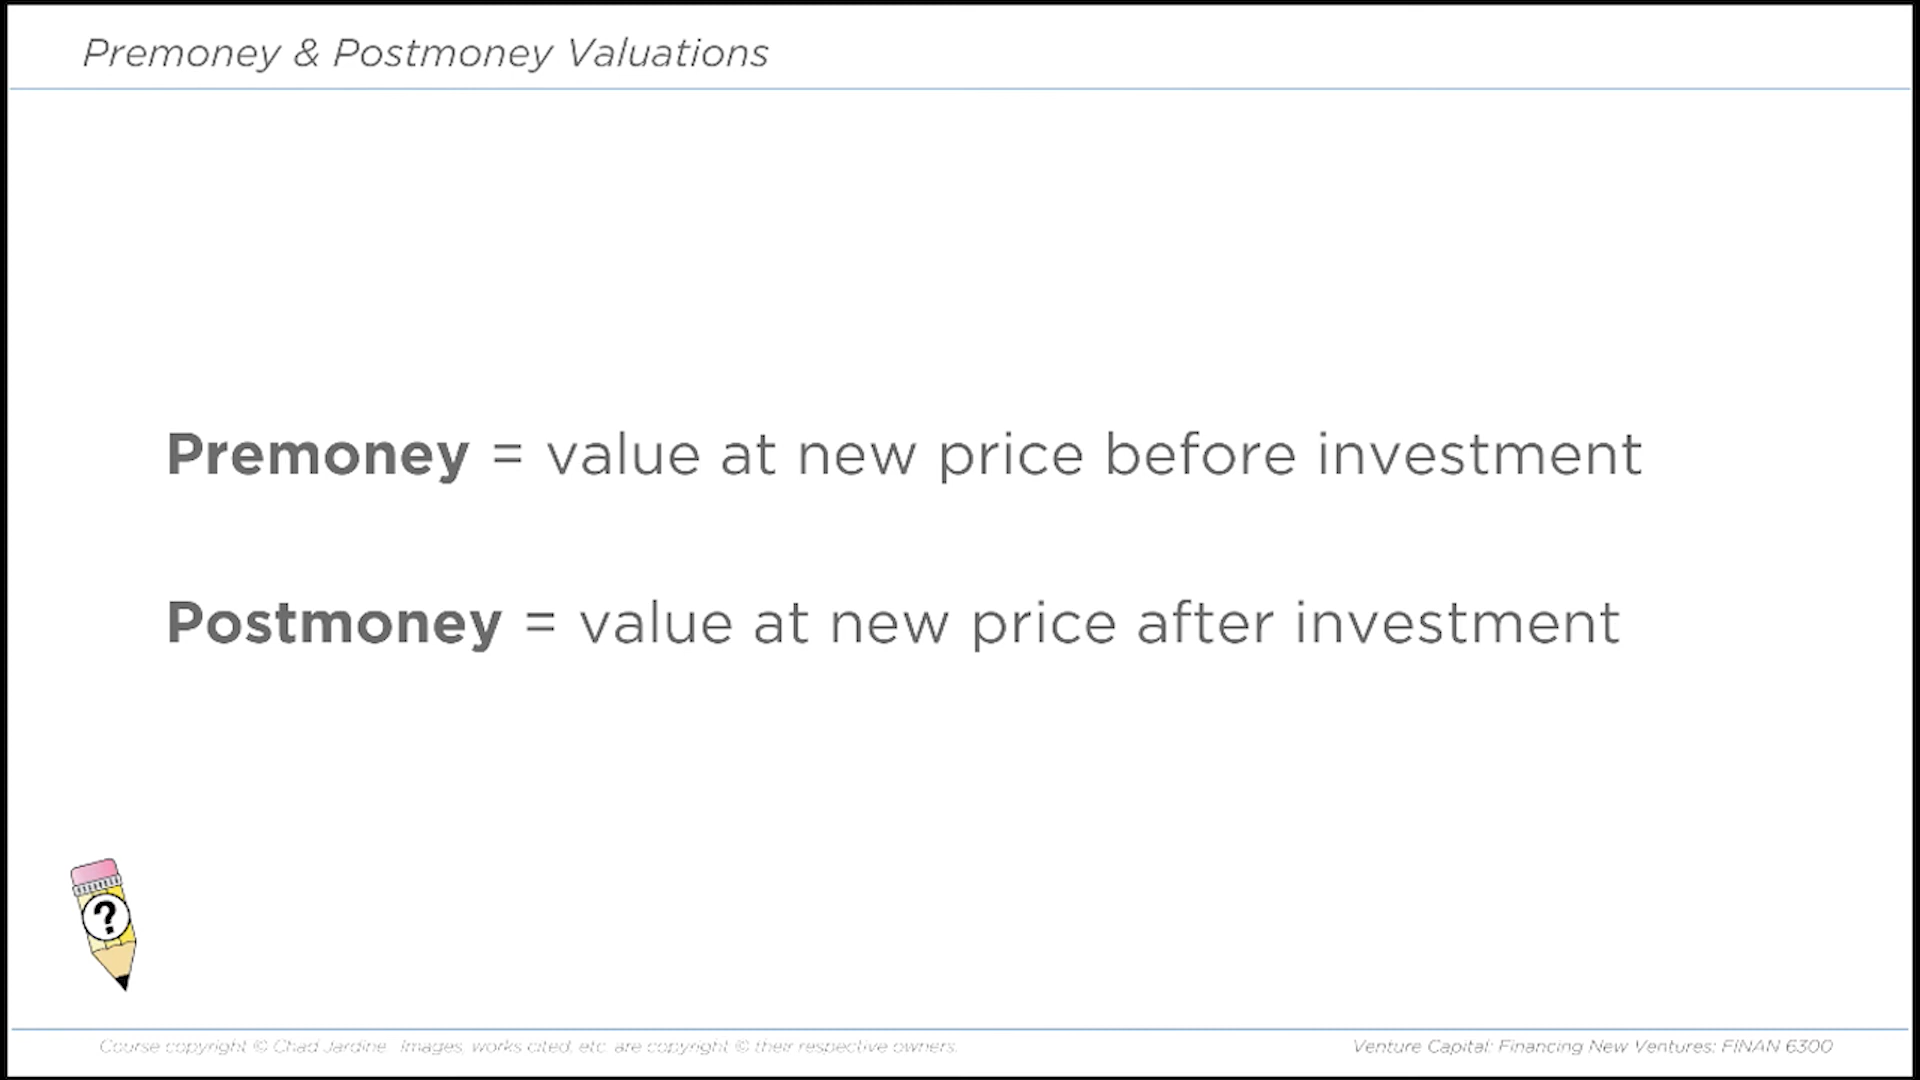 Premoney & Postmoney Valuations
Premoney = value at new price before investment
Postmoney = value at new price after investment
?
Course copyright © Chad Jardine. Images, works cited, etc. are copyright © their respective owners.
Venture Capital: Financing New Ventures: FINAN 6300